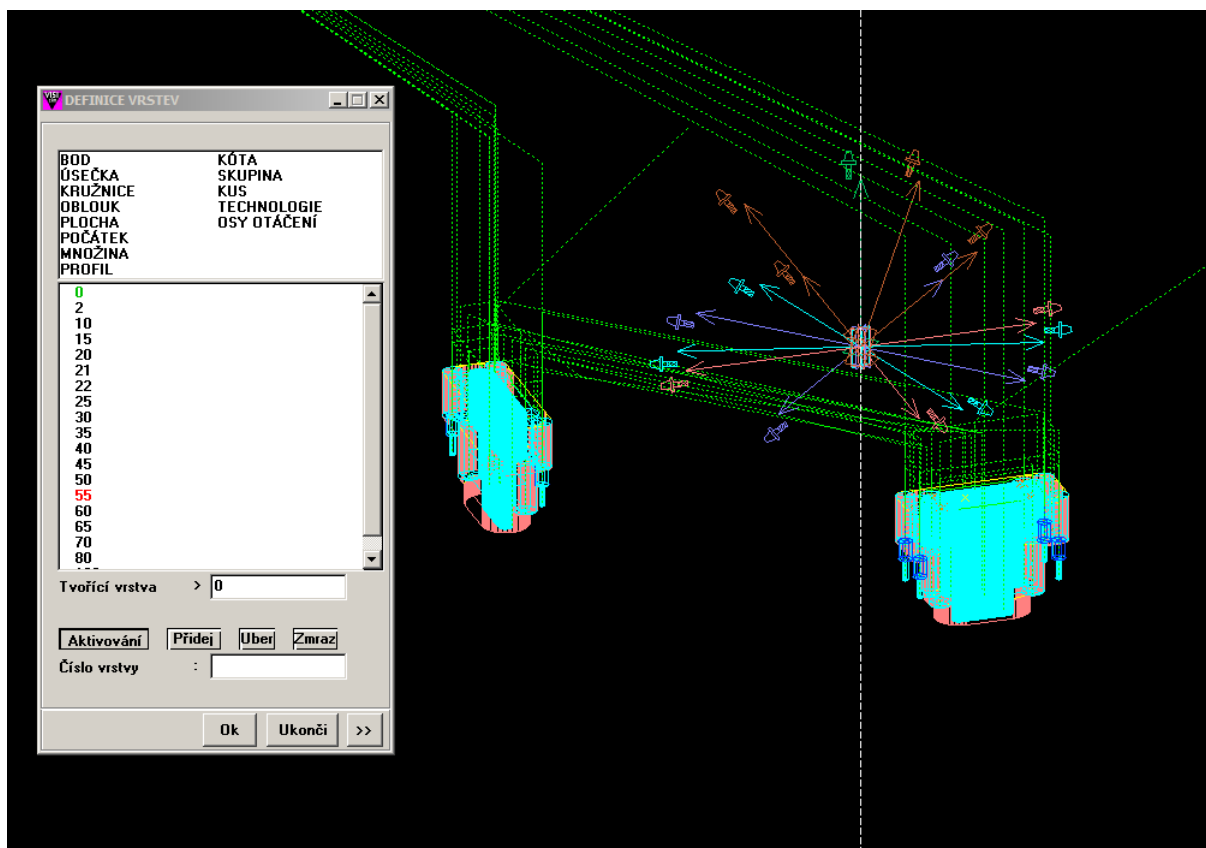 DEFINICE VRSTEV
BOD KÓTA
ÚSEČKA SKUPINA
KRUŽNICE KUS
OBLOUK TECHNOLOGIE
PLOCHA OSY OTÁČENÍ
POČÁTEK
MNOŽINA
PROFIL
0
2
10
15
20
21
22
25
30
35
40
45
50
55
60
65
70
80
Tvořící vrstva > 0
Aktivování Přidej Uber Zmraz
Číslo vrstvy :
Ok Ukonči >>